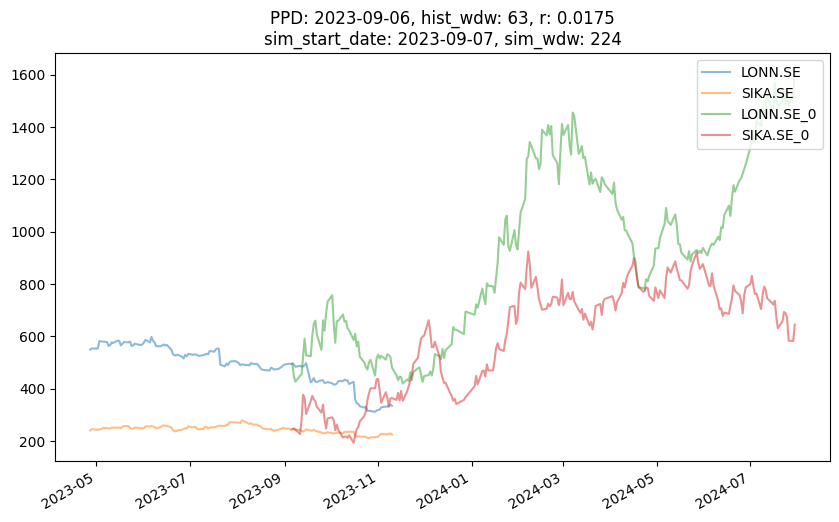 PPD: 2023-09-06, hist_wdw: 63, r: 0.0175
sim_start_date: 2023-09-07, sim_wdw: 224
LONN.SE
SIKA.SE
LONN.SE_0
SIKA.SE_0
1600
1400
1200
1000
800
600
400
200
2023-05
2023-07
2023-09
2023-11
2024-01
2024-03
2024-05
2024-07